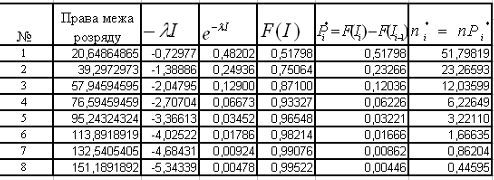 № Права межа розряду −λI e^{−λI} F(I) P_i^*=F(I_i)−F(I_{i-1}) n_i^* = nP_i^*
1 20,64864865 -0,72977 0,48202 0,51798 0,51798 51,79819
2 39,2972973 -1,38886 0,24936 0,75064 0,23266 23,26593
3 57,94594595 -2,04795 0,12900 0,87100 0,12036 12,03599
4 76,59459459 -2,70704 0,06673 0,93327 0,06226 6,22649
5 95,24324324 -3,36613 0,03452 0,96548 0,03221 3,22110
6 113,8918919 -4,02522 0,01786 0,98214 0,01666 1,66635
7 132,5405405 -4,68431 0,00924 0,99076 0,00862 0,86204
8 151,1891892 -5,34339 0,00478 0,99522 0,00446 0,44595